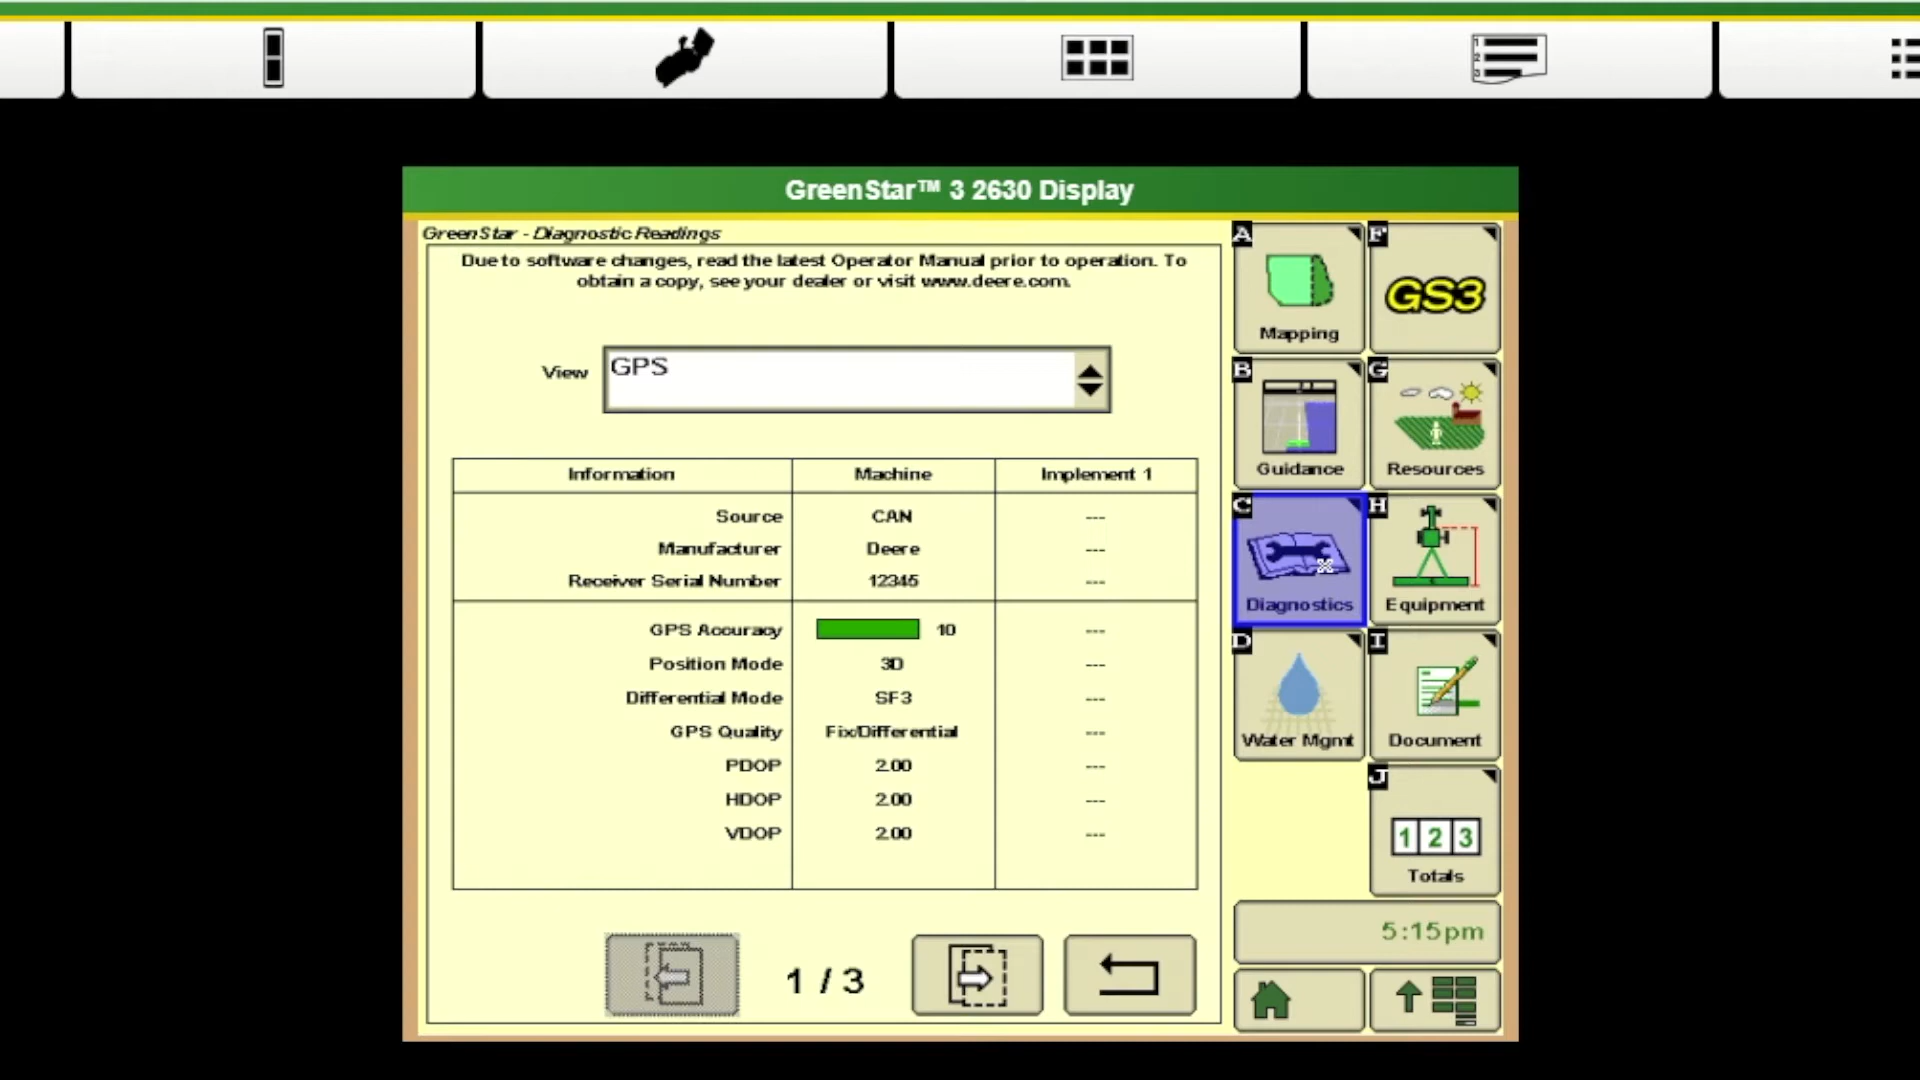 GreenStar™ 3 2630 Display
GreenStar - Diagnostic Readings
Due to software changes, read the latest Operator Manual prior to operation. To
obtain a copy, see your dealer or visit www.deere.com.
View GPS
Information Machine Implement 1
Source CAN ---
Manufacturer Deere ---
Receiver Serial Number 12345 ---
GPS Accuracy 10 ---
Position Mode 3D ---
Differential Mode SF3 ---
GPS Quality Fix/Differential ---
PDOP 2.00 ---
HDOP 2.00 ---
VDOP 2.00 ---
1 / 3
A
Mapping
F
GS3
B
Guidance
G
Resources
C
Diagnostics
H
Equipment
D
Water Mgmt
I
Document
J
1 2 3
Totals
5:15pm